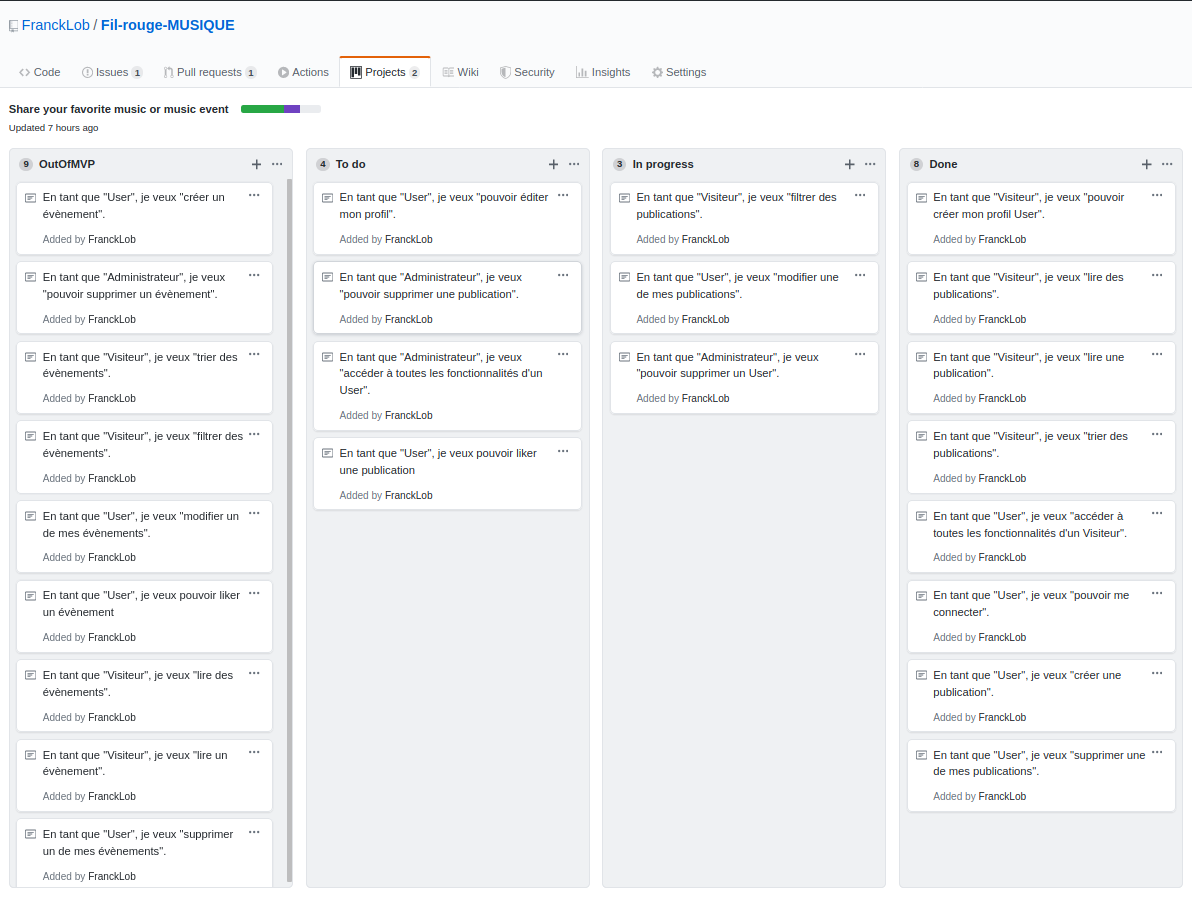 FranckLob / Fil-rouge-MUSIQUE
Code
Issues 1
Pull requests 1
Actions
Projects 2
Wiki
Security
Insights
Settings
Share your favorite music or music event
Updated 7 hours ago
9 OutOfMVP
En tant que "User", je veux "créer un
évènement".
Added by FranckLob
En tant que "Administrateur", je veux
"pouvoir supprimer un évènement".
Added by FranckLob
En tant que "Visiteur", je veux "trier des
évènements".
Added by FranckLob
En tant que "Visiteur", je veux "filtrer des
évènements".
Added by FranckLob
En tant que "User", je veux "modifier un
de mes évènements".
Added by FranckLob
En tant que "User", je veux pouvoir liker
un évènement
Added by FranckLob
En tant que "Visiteur", je veux "lire des
évènements".
Added by FranckLob
En tant que "Visiteur", je veux "lire un
évènement".
Added by FranckLob
En tant que "User", je veux "supprimer
un de mes évènements".
Added by FranckLob
4 To do
En tant que "User", je veux "pouvoir éditer
mon profil".
Added by FranckLob
En tant que "Administrateur", je veux
"pouvoir supprimer une publication".
Added by FranckLob
En tant que "Administrateur", je veux
"accéder à toutes les fonctionnalités d'un
User".
Added by FranckLob
En tant que "User", je veux pouvoir liker
une publication
Added by FranckLob
3 In progress
En tant que "Visiteur", je veux "filtrer des
publications".
Added by FranckLob
En tant que "User", je veux "modifier une
de mes publications".
Added by FranckLob
En tant que "Administrateur", je veux
"pouvoir supprimer un User".
Added by FranckLob
8 Done
En tant que "Visiteur", je veux "pouvoir
créer mon profil User".
Added by FranckLob
En tant que "Visiteur", je veux "lire des
publications".
Added by FranckLob
En tant que "Visiteur", je veux "lire une
publication".
Added by FranckLob
En tant que "Visiteur", je veux "trier des
publications".
Added by FranckLob
En tant que "User", je veux "accéder à
toutes les fonctionnalités d'un Visiteur".
Added by FranckLob
En tant que "User", je veux "pouvoir me
connecter".
Added by FranckLob
En tant que "User", je veux "créer une
publication".
Added by FranckLob
En tant que "User", je veux "supprimer une
de mes publications".
Added by FranckLob